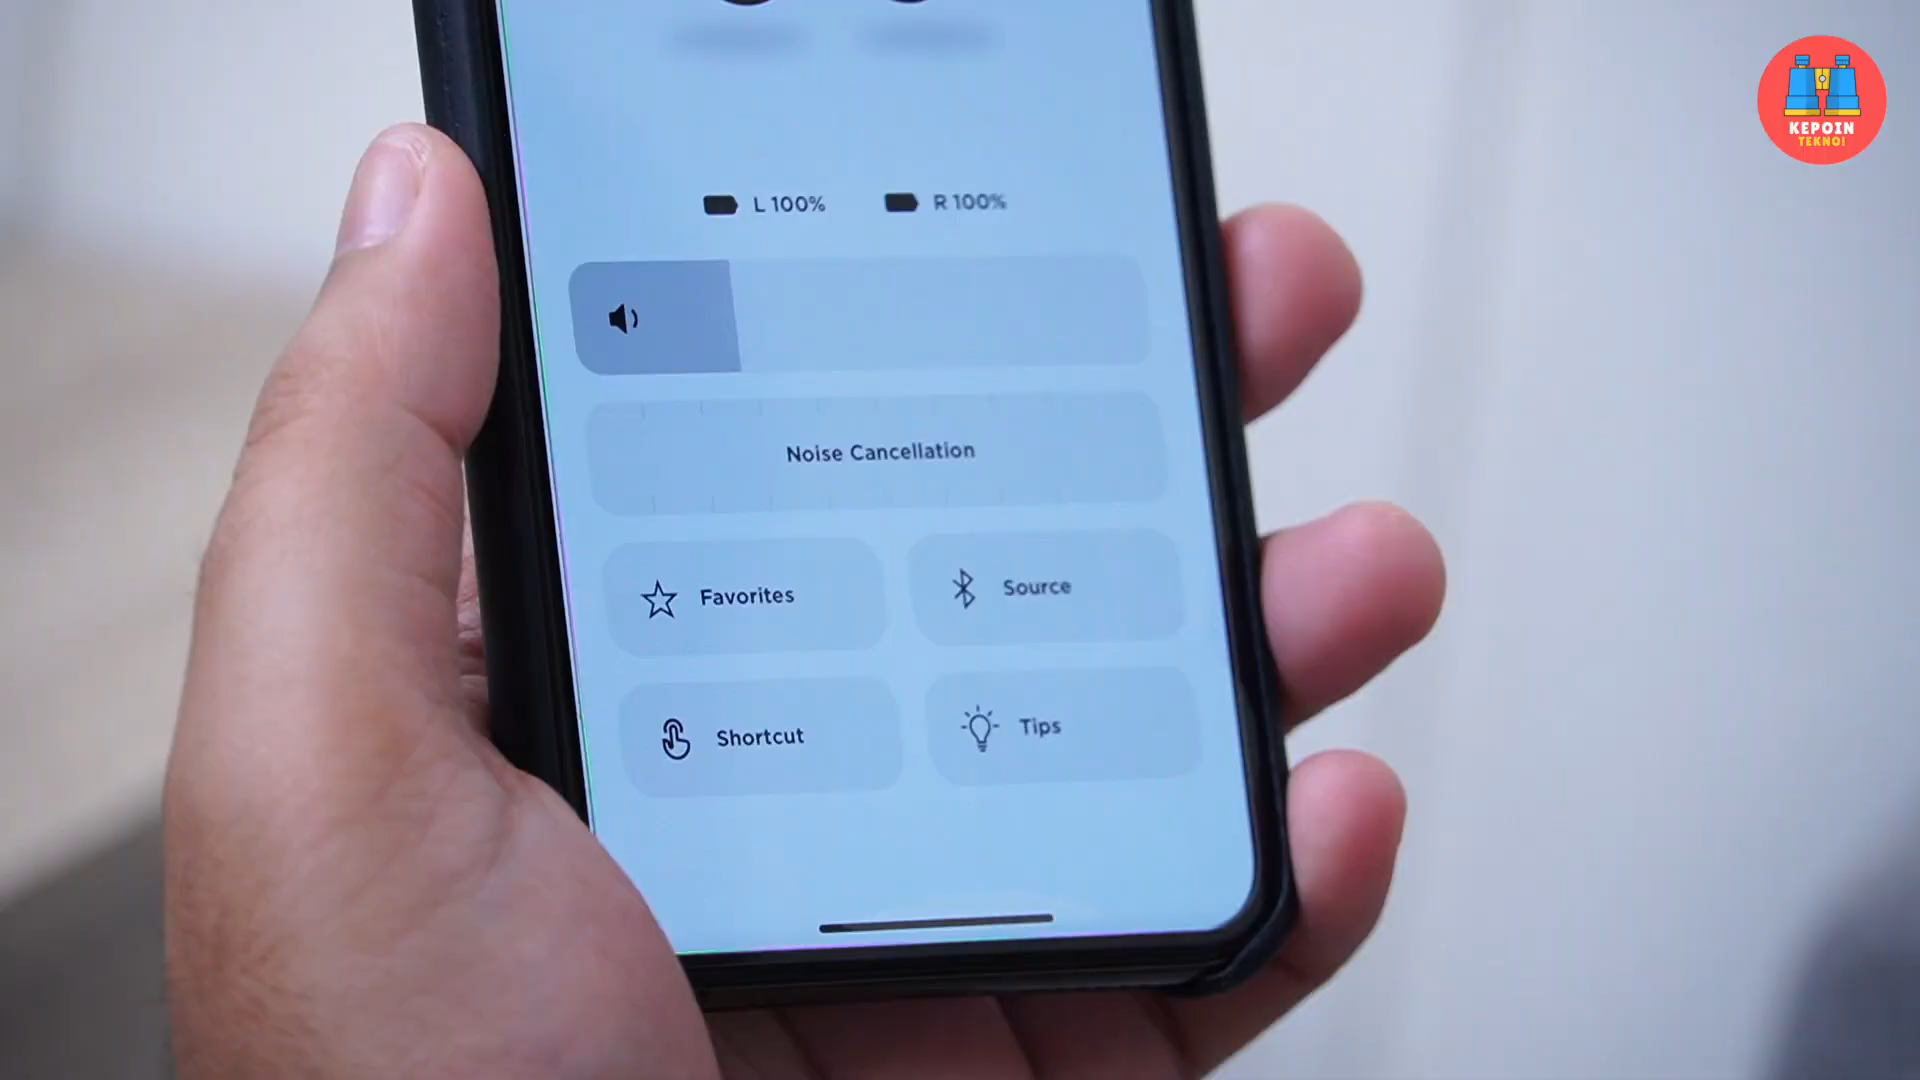 KEPOIN
TEKNO!
L 100% R 100%
Noise Cancellation
Favorites Source
Shortcut Tips